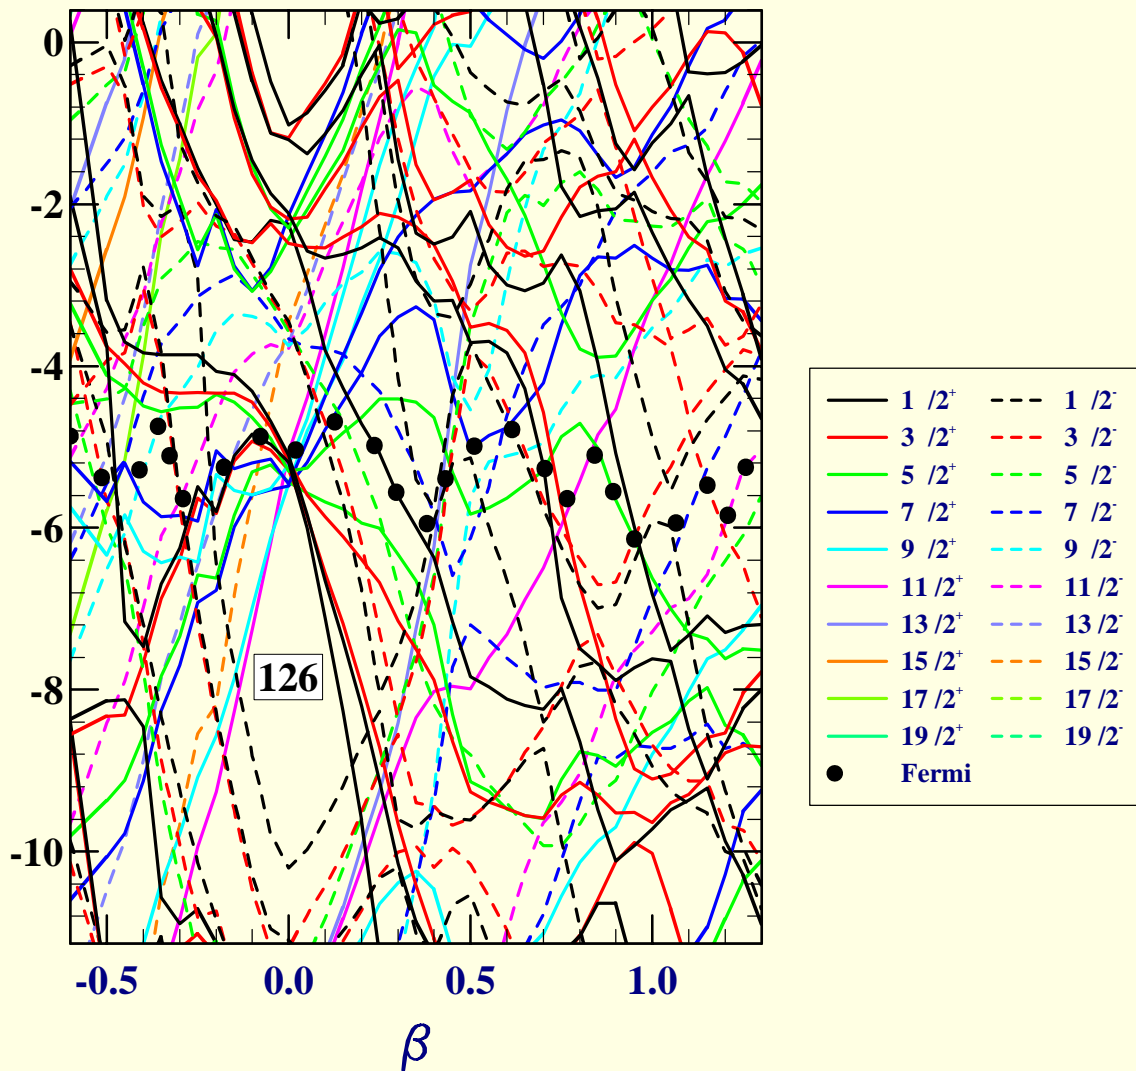 0
-2
-4
-6
-8
-10
126
-0.5 0.0 0.5 1.0
β
1 /2⁺ 1 /2⁻
3 /2⁺ 3 /2⁻
5 /2⁺ 5 /2⁻
7 /2⁺ 7 /2⁻
9 /2⁺ 9 /2⁻
11 /2⁺ 11 /2⁻
13 /2⁺ 13 /2⁻
15 /2⁺ 15 /2⁻
17 /2⁺ 17 /2⁻
19 /2⁺ 19 /2⁻
Fermi